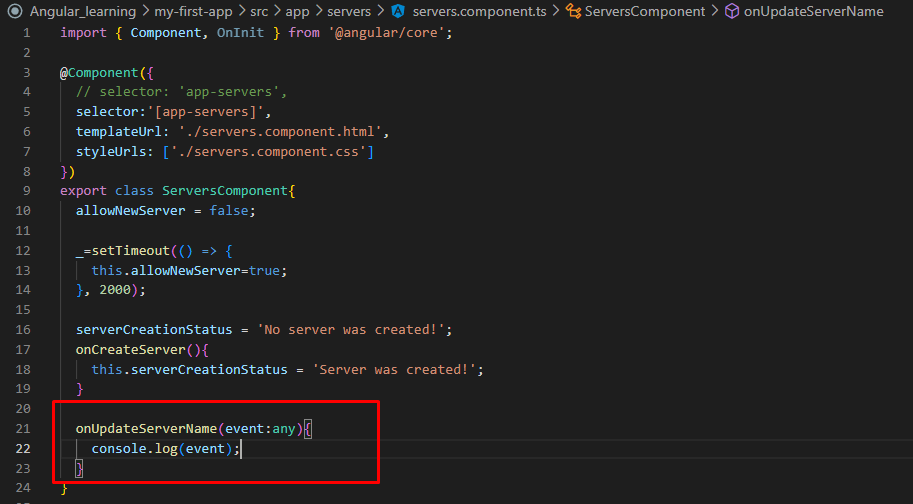 Angular_learning > my-first-app > src > app > servers > servers.component.ts > ServersComponent > onUpdateServerName
1 import { Component, OnInit } from '@angular/core';
2
3 @Component({
4 // selector: 'app-servers',
5 selector:'[app-servers]',
6 templateUrl: './servers.component.html',
7 styleUrls: ['./servers.component.css']
8 })
9 export class ServersComponent{
10 allowNewServer = false;
11
12 _=setTimeout(() => {
13 this.allowNewServer=true;
14 }, 2000);
15
16 serverCreationStatus = 'No server was created!';
17 onCreateServer(){
18 this.serverCreationStatus = 'Server was created!';
19 }
20
21 onUpdateServerName(event:any){
22 console.log(event);
23 }
24 }